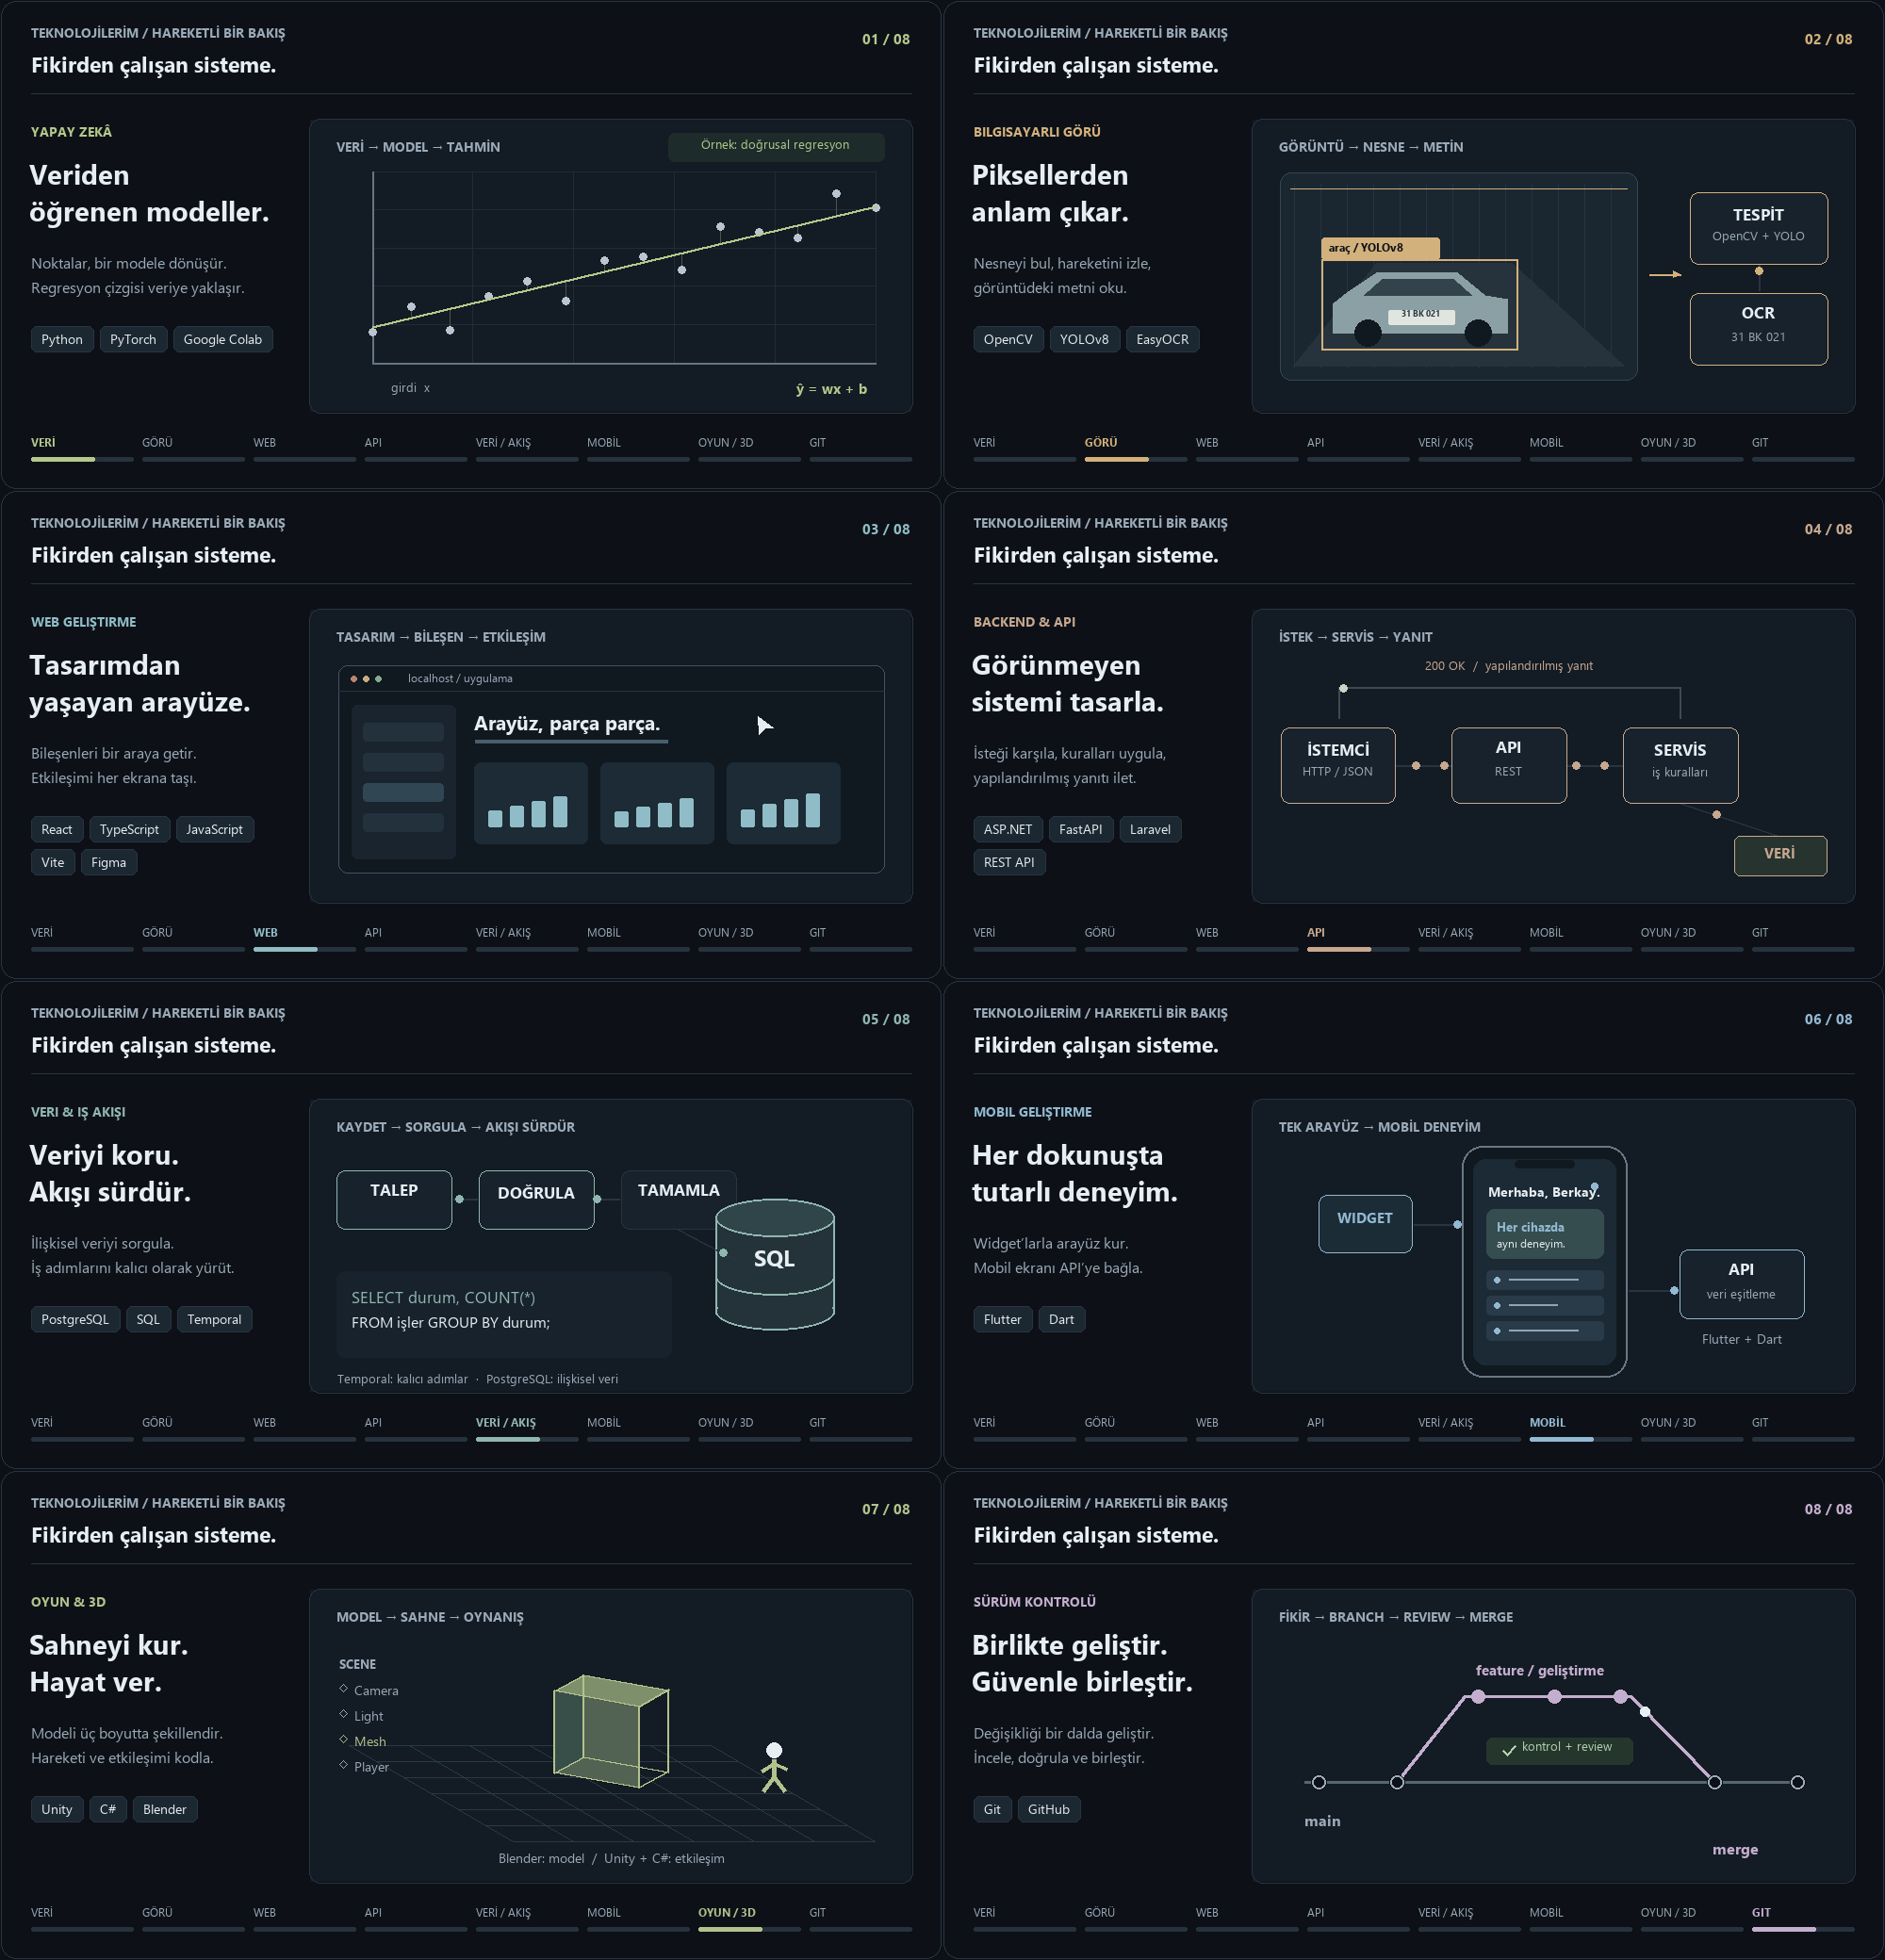 TEKNOLOJİLERİM / HAREKETLİ BİR BAKIŞ
01 / 08
Fikirden çalışan sisteme.
YAPAY ZEKÂ
Veriden
öğrenen modeller.
Noktalar, bir modele dönüşür.
Regresyon çizgisi veriye yaklaşır.
Python PyTorch Google Colab
VERİ → MODEL → TAHMİN
Örnek: doğrusal regresyon
girdi x
ŷ = wx + b
VERİ GÖRÜ WEB API VERİ / AKIŞ MOBİL OYUN / 3D GIT
TEKNOLOJİLERİM / HAREKETLİ BİR BAKIŞ
02 / 08
Fikirden çalışan sisteme.
BILGISAYARLI GÖRÜ
Piksellerden
anlam çıkar.
Nesneyi bul, hareketini izle,
görüntüdeki metni oku.
OpenCV YOLOv8 EasyOCR
GÖRÜNTÜ → NESNE → METİN
araç / YOLOv8
31 BK 021
TESPİT
OpenCV + YOLO
OCR
31 BK 021
VERİ GÖRÜ WEB API VERİ / AKIŞ MOBİL OYUN / 3D GIT
TEKNOLOJİLERİM / HAREKETLİ BİR BAKIŞ
03 / 08
Fikirden çalışan sisteme.
WEB GELIŞTIRME
Tasarımdan
yaşayan arayüze.
Bileşenleri bir araya getir.
Etkileşimi her ekrana taşı.
React TypeScript JavaScript
Vite Figma
TASARIM → BİLEŞEN → ETKİLEŞİM
localhost / uygulama
Arayüz, parça parça.
VERİ GÖRÜ WEB API VERİ / AKIŞ MOBİL OYUN / 3D GIT
TEKNOLOJİLERİM / HAREKETLİ BİR BAKIŞ
04 / 08
Fikirden çalışan sisteme.
BACKEND & API
Görünmeyen
sistemi tasarla.
İsteği karşıla, kuralları uygula,
yapılandırılmış yanıtı ilet.
ASP.NET FastAPI Laravel
REST API
İSTEK → SERVİS → YANIT
200 OK / yapılandırılmış yanıt
İSTEMCİ
HTTP / JSON
API
REST
SERVİS
iş kuralları
VERİ
VERİ GÖRÜ WEB API VERİ / AKIŞ MOBİL OYUN / 3D GIT
TEKNOLOJİLERİM / HAREKETLİ BİR BAKIŞ
05 / 08
Fikirden çalışan sisteme.
VERI & IŞ AKIŞI
Veriyi koru.
Akışı sürdür.
İlişkisel veriyi sorgula.
İş adımlarını kalıcı olarak yürüt.
PostgreSQL SQL Temporal
KAYDET → SORGULA → AKIŞI SÜRDÜR
TALEP
DOĞRULA
TAMAMLA
SQL
SELECT durum, COUNT(*)
FROM işler GROUP BY durum;
Temporal: kalıcı adımlar · PostgreSQL: ilişkisel veri
VERİ GÖRÜ WEB API VERİ / AKIŞ MOBİL OYUN / 3D GIT
TEKNOLOJİLERİM / HAREKETLİ BİR BAKIŞ
06 / 08
Fikirden çalışan sisteme.
MOBIL GELIŞTIRME
Her dokunuşta
tutarlı deneyim.
Widget'larla arayüz kur.
Mobil ekranı API'ye bağla.
Flutter Dart
TEK ARAYÜZ → MOBİL DENEYİM
WIDGET
Merhaba, Berkay.
Her cihazda
aynı deneyim.
API
veri eşitleme
Flutter + Dart
VERİ GÖRÜ WEB API VERİ / AKIŞ MOBİL OYUN / 3D GIT
TEKNOLOJİLERİM / HAREKETLİ BİR BAKIŞ
07 / 08
Fikirden çalışan sisteme.
OYUN & 3D
Sahneyi kur.
Hayat ver.
Modeli üç boyutta şekillendir.
Hareketi ve etkileşimi kodla.
Unity C# Blender
MODEL → SAHNE → OYNANIŞ
SCENE
Camera
Light
Mesh
Player
Blender: model / Unity + C#: etkileşim
VERİ GÖRÜ WEB API VERİ / AKIŞ MOBİL OYUN / 3D GIT
TEKNOLOJİLERİM / HAREKETLİ BİR BAKIŞ
08 / 08
Fikirden çalışan sisteme.
SÜRÜM KONTROLÜ
Birlikte geliştir.
Güvenle birleştir.
Değişikliği bir dalda geliştir.
İncele, doğrula ve birleştir.
Git GitHub
FİKİR → BRANCH → REVIEW → MERGE
feature / geliştirme
kontrol + review
main
merge
VERİ GÖRÜ WEB API VERİ / AKIŞ MOBİL OYUN / 3D GIT